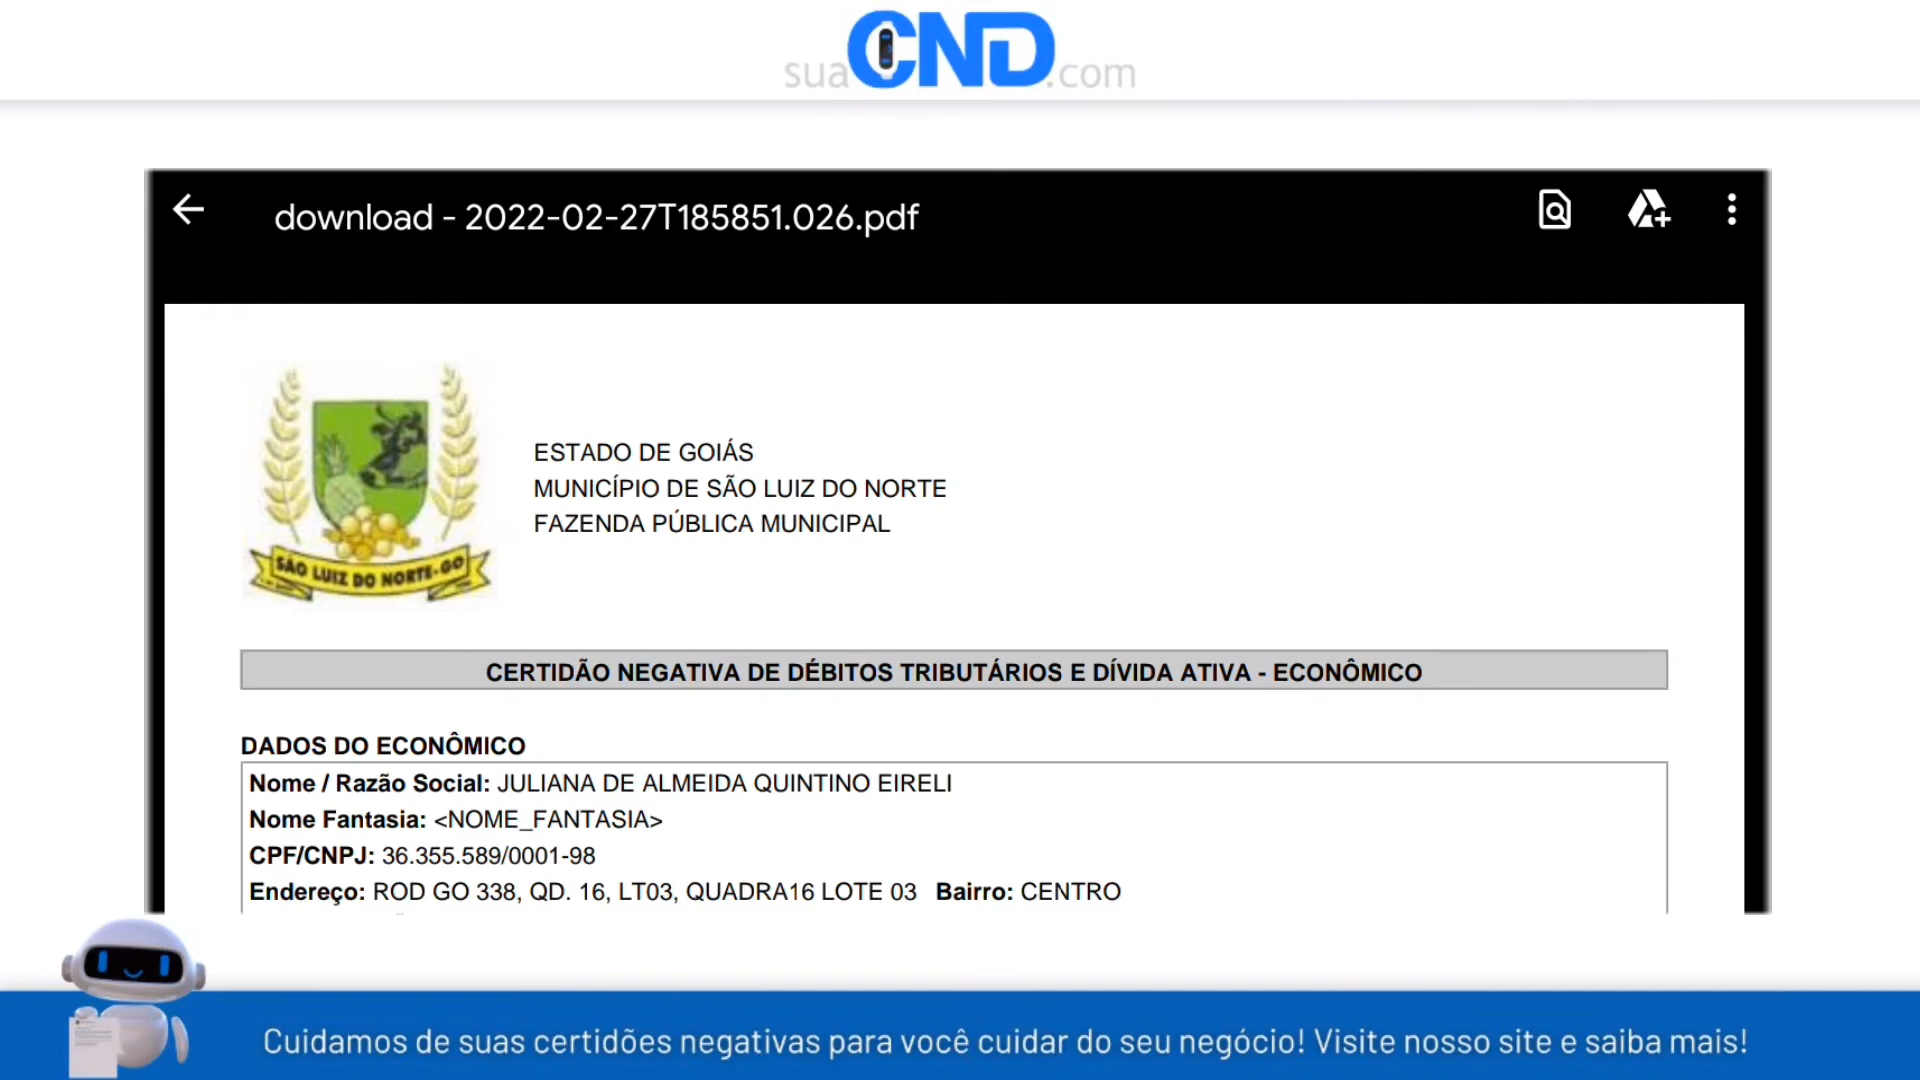 suaCND.com
download - 2022-02-27T185851.026.pdf
ESTADO DE GOIÁS
MUNICÍPIO DE SÃO LUIZ DO NORTE
FAZENDA PÚBLICA MUNICIPAL
SÃO LUIZ DO NORTE-GO
CERTIDÃO NEGATIVA DE DÉBITOS TRIBUTÁRIOS E DÍVIDA ATIVA - ECONÔMICO
DADOS DO ECONÔMICO
Nome / Razão Social: JULIANA DE ALMEIDA QUINTINO EIRELI
Nome Fantasia: <NOME_FANTASIA>
CPF/CNPJ: 36.355.589/0001-98
Endereço: ROD GO 338, QD. 16, LT03, QUADRA16 LOTE 03 Bairro: CENTRO
Cuidamos de suas certidões negativas para você cuidar do seu negócio! Visite nosso site e saiba mais!